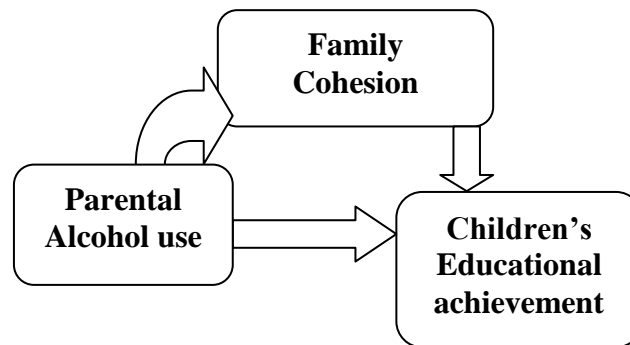 Family
Cohesion
Parental
Alcohol use
Children’s
Educational
achievement